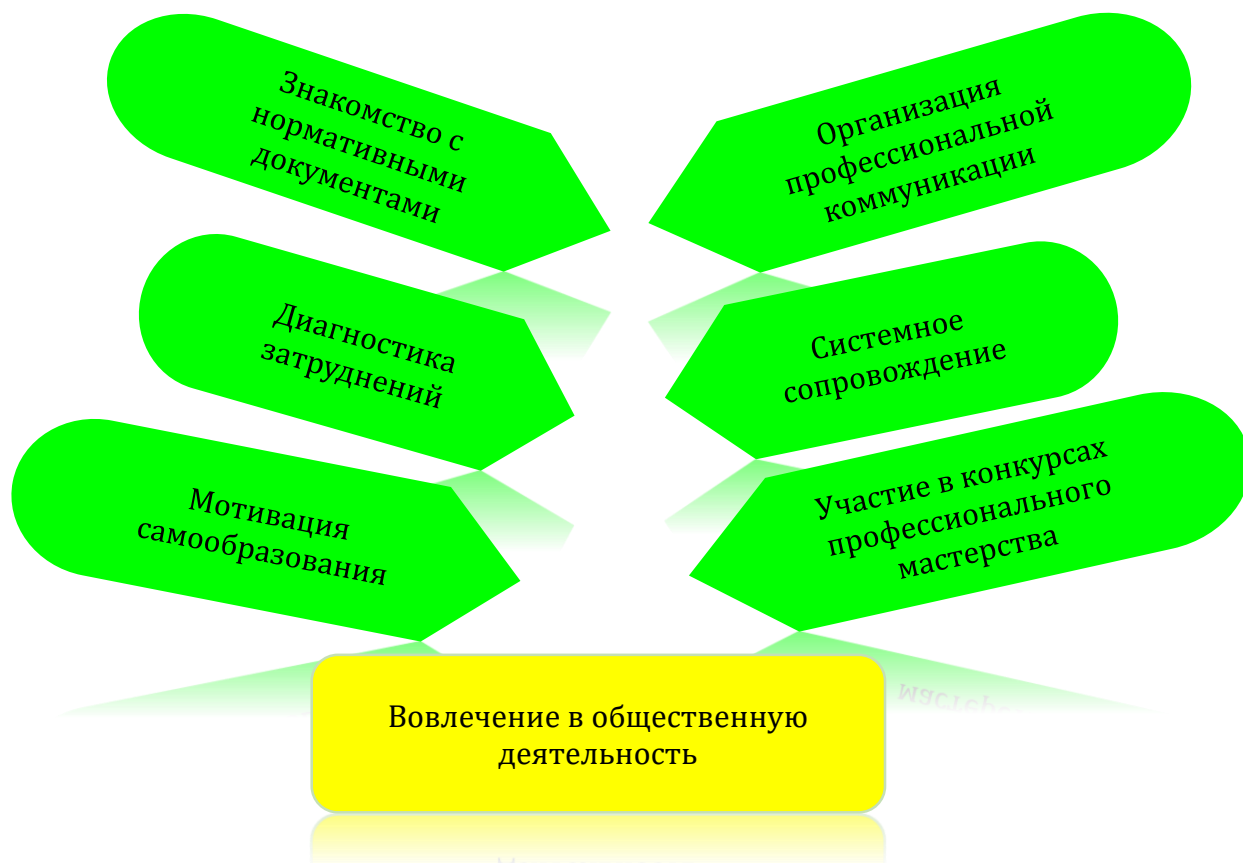 Знакомство с
нормативными
документами
Организация
профессиональной
коммуникации
Диагностика
затруднений
Системное
сопровождение
Мотивация
самообразования
Участие в конкурсах
профессионального
мастерства
Вовлечение в общественную
деятельность